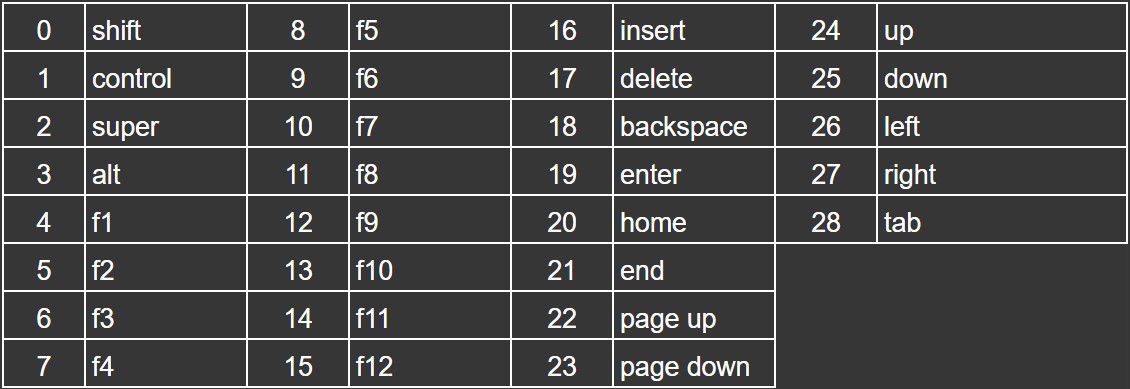 0 shift 8 f5 16 insert 24 up
1 control 9 f6 17 delete 25 down
2 super 10 f7 18 backspace 26 left
3 alt 11 f8 19 enter 27 right
4 f1 12 f9 20 home 28 tab
5 f2 13 f10 21 end
6 f3 14 f11 22 page up
7 f4 15 f12 23 page down